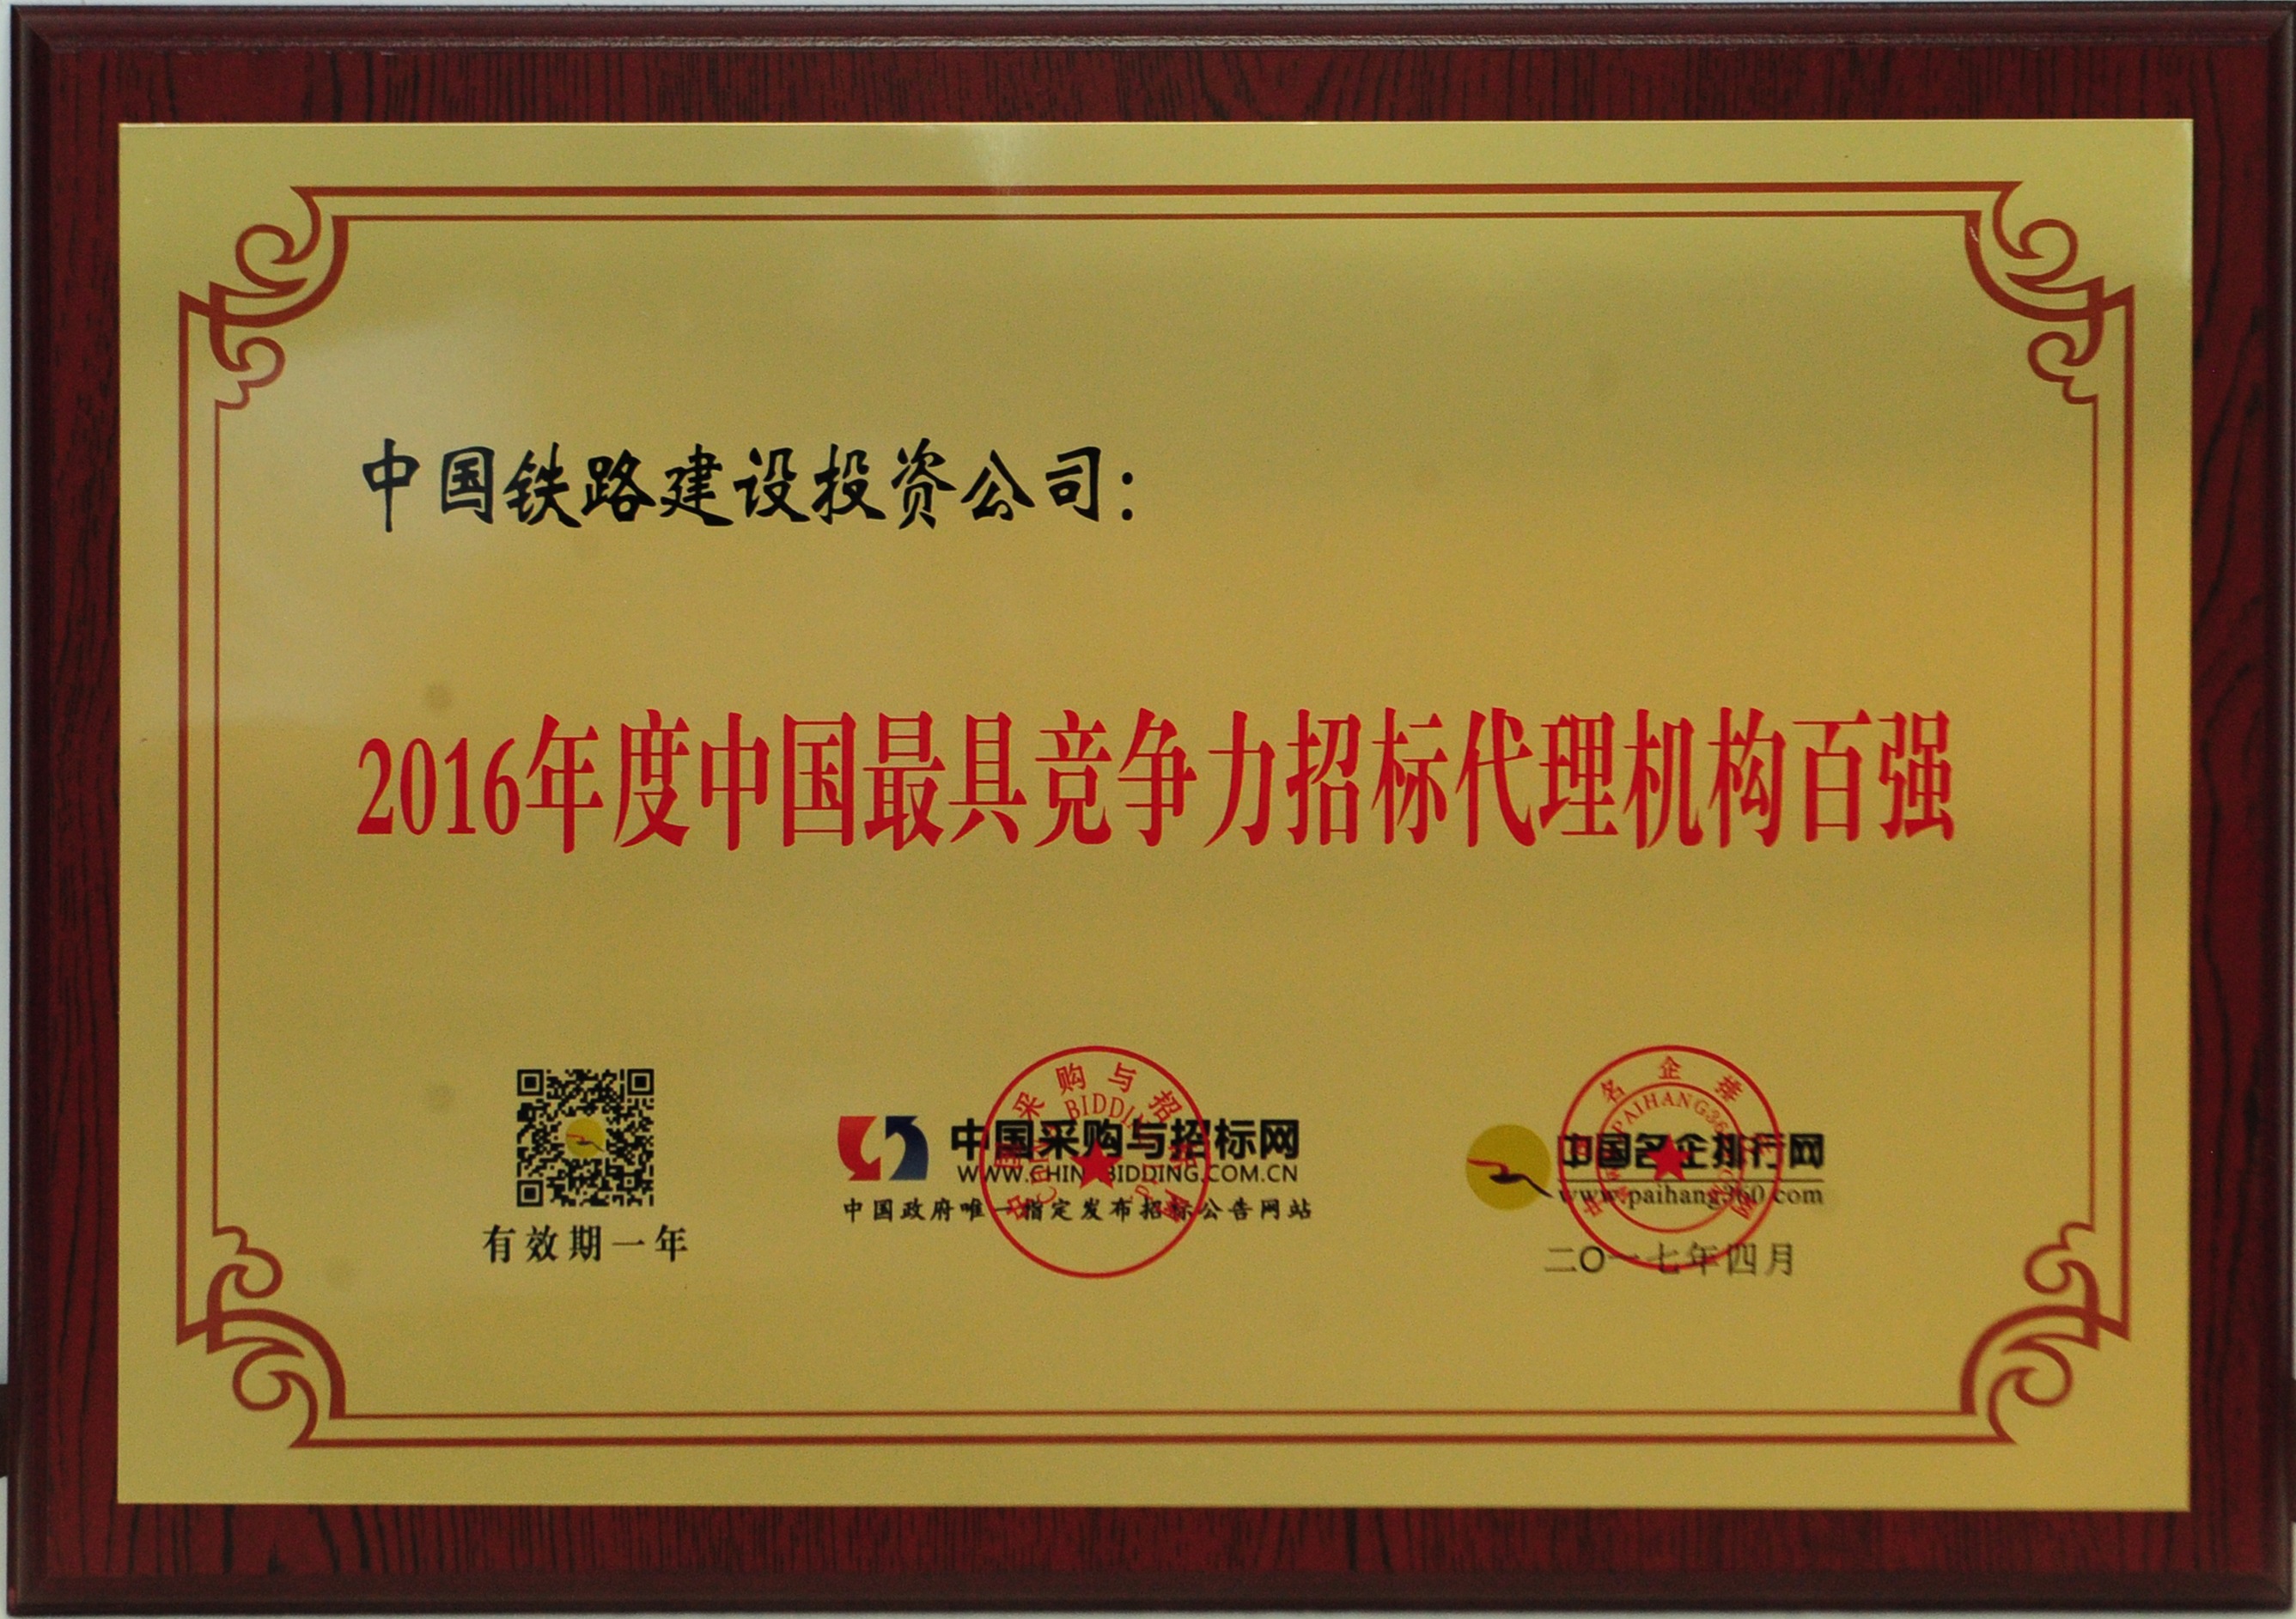 中国铁路建设投资公司：
2016年度中国最具竞争力招标代理机构百强
有效期一年
中国采购与招标网
WWW.CHINABIDDING.COM.CN
中国政府唯一指定发布招标公告网站
中国名企排行网
www.paihang360.com
二〇一七年四月